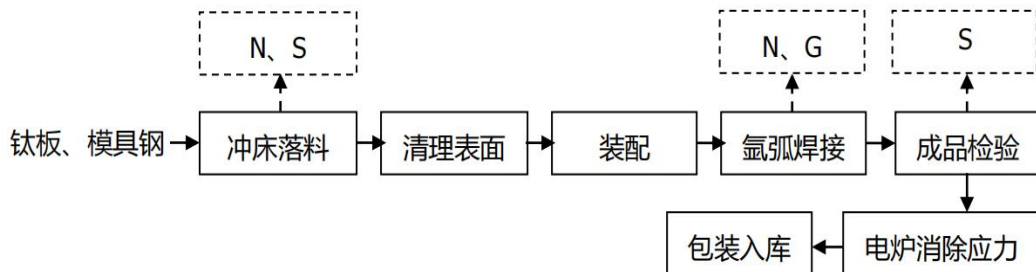 N、S
N、G
S
钛板、模具钢
冲床落料
清理表面
装配
氩弧焊接
成品检验
包装入库
电炉消除应力